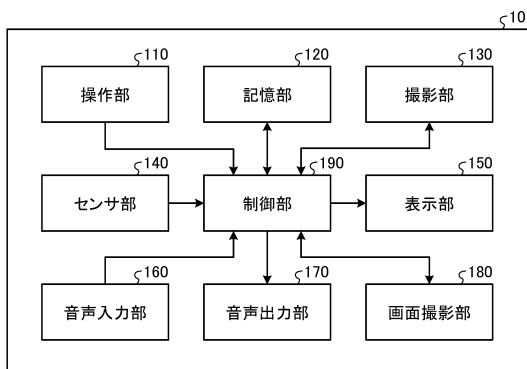 10
110
操作部
120
記憶部
130
撮影部
140
センサ部
190
制御部
150
表示部
160
音声入力部
170
音声出力部
180
画面撮影部